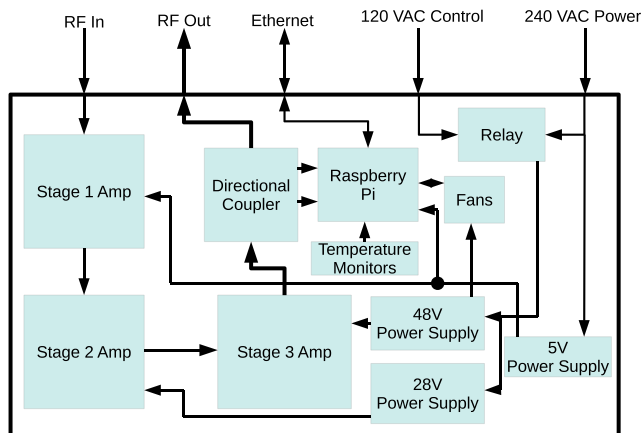 RF In
RF Out
Ethernet
120 VAC Control
240 VAC Power
Relay
Stage 1 Amp
Directional
Coupler
Raspberry
Pi
Fans
Temperature
Monitors
Stage 2 Amp
Stage 3 Amp
48V
Power Supply
5V
Power Supply
28V
Power Supply